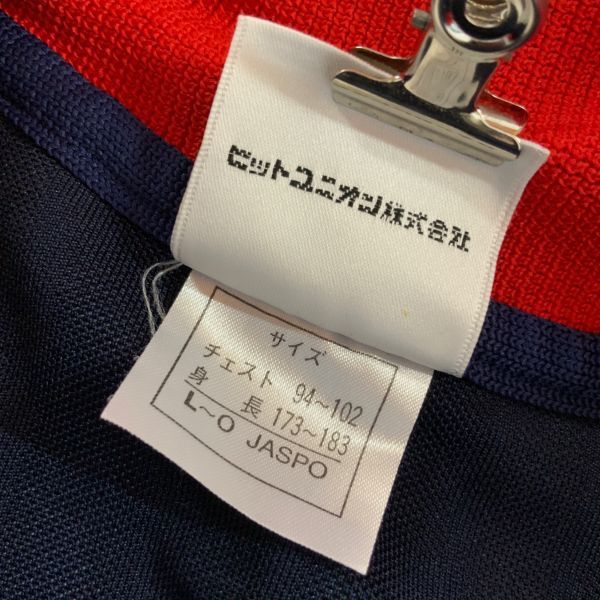 ピットユニオン株式会社
サイズ
チェスト 94~102
身長 173~183
L~O JASPO